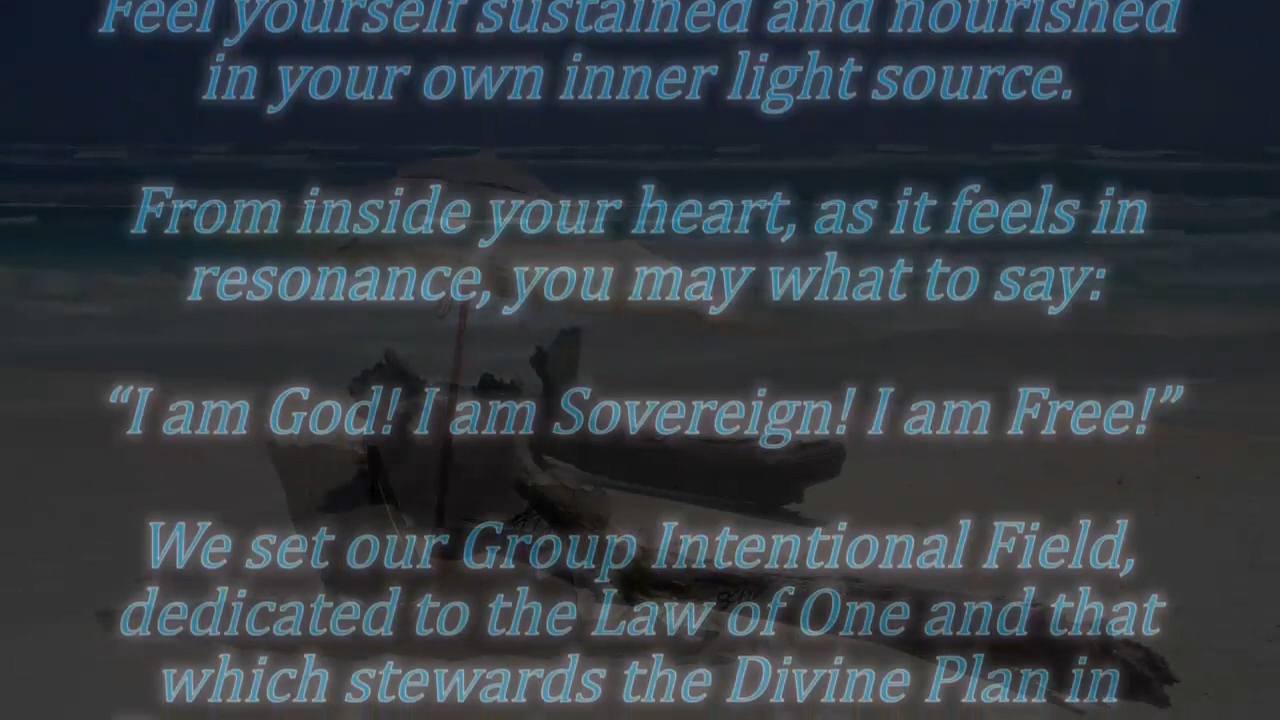 Feel yourself sustained and nourished
in your own inner light source.
From inside your heart, as it feels in
resonance, you may what to say:
“I am God! I am Sovereign! I am Free!”
We set our Group Intentional Field,
dedicated to the Law of One and that
which stewards the Divine Plan in